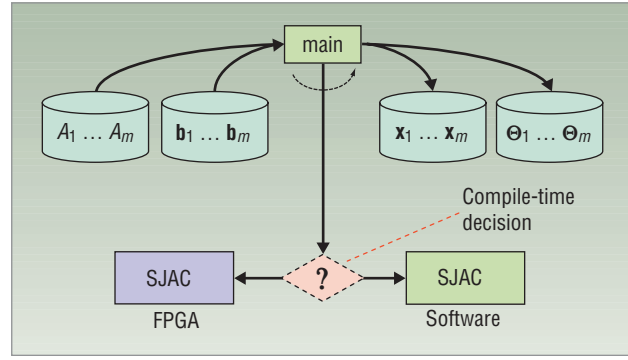 main
A1 ... Am
b1 ... bm
x1 ... xm
Θ1 ... Θm
Compile-time
decision
SJAC
?
SJAC
FPGA
Software